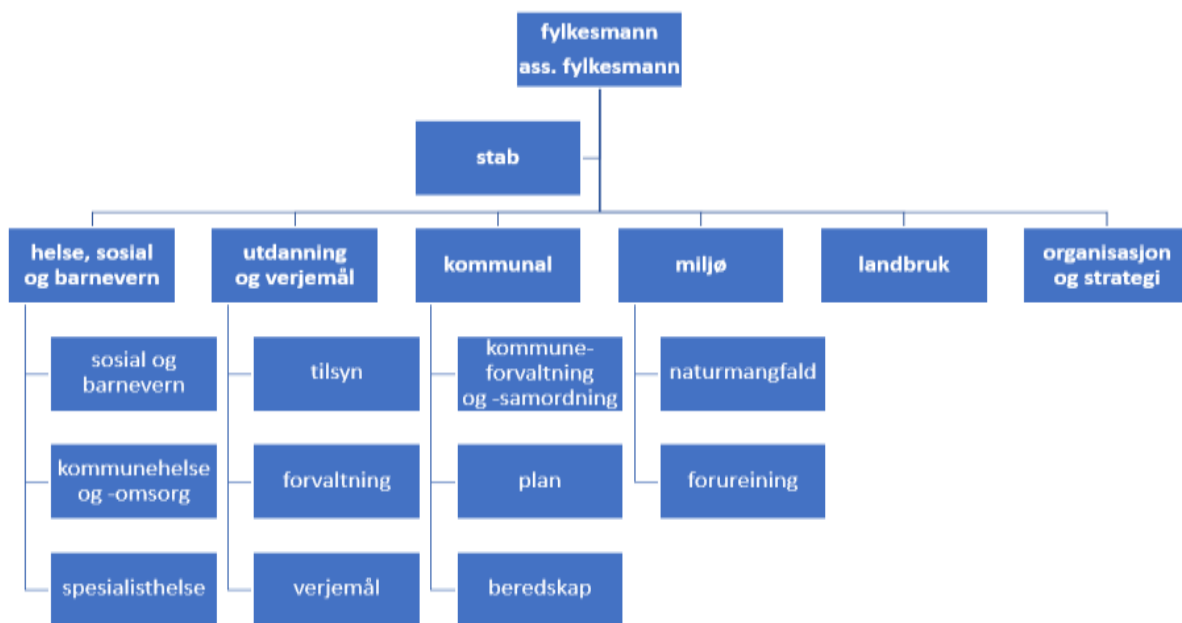 fylkesmann
ass. fylkesmann
stab
helse, sosial
og barnevern
utdanning
og verjemål
kommunal
miljø
landbruk
organisasjon
og strategi
sosial og
barnevern
kommunehelse
og -omsorg
spesialisthelse
tilsyn
forvaltning
verjemål
kommune-
forvaltning
og -samordning
plan
beredskap
naturmangfald
forureining